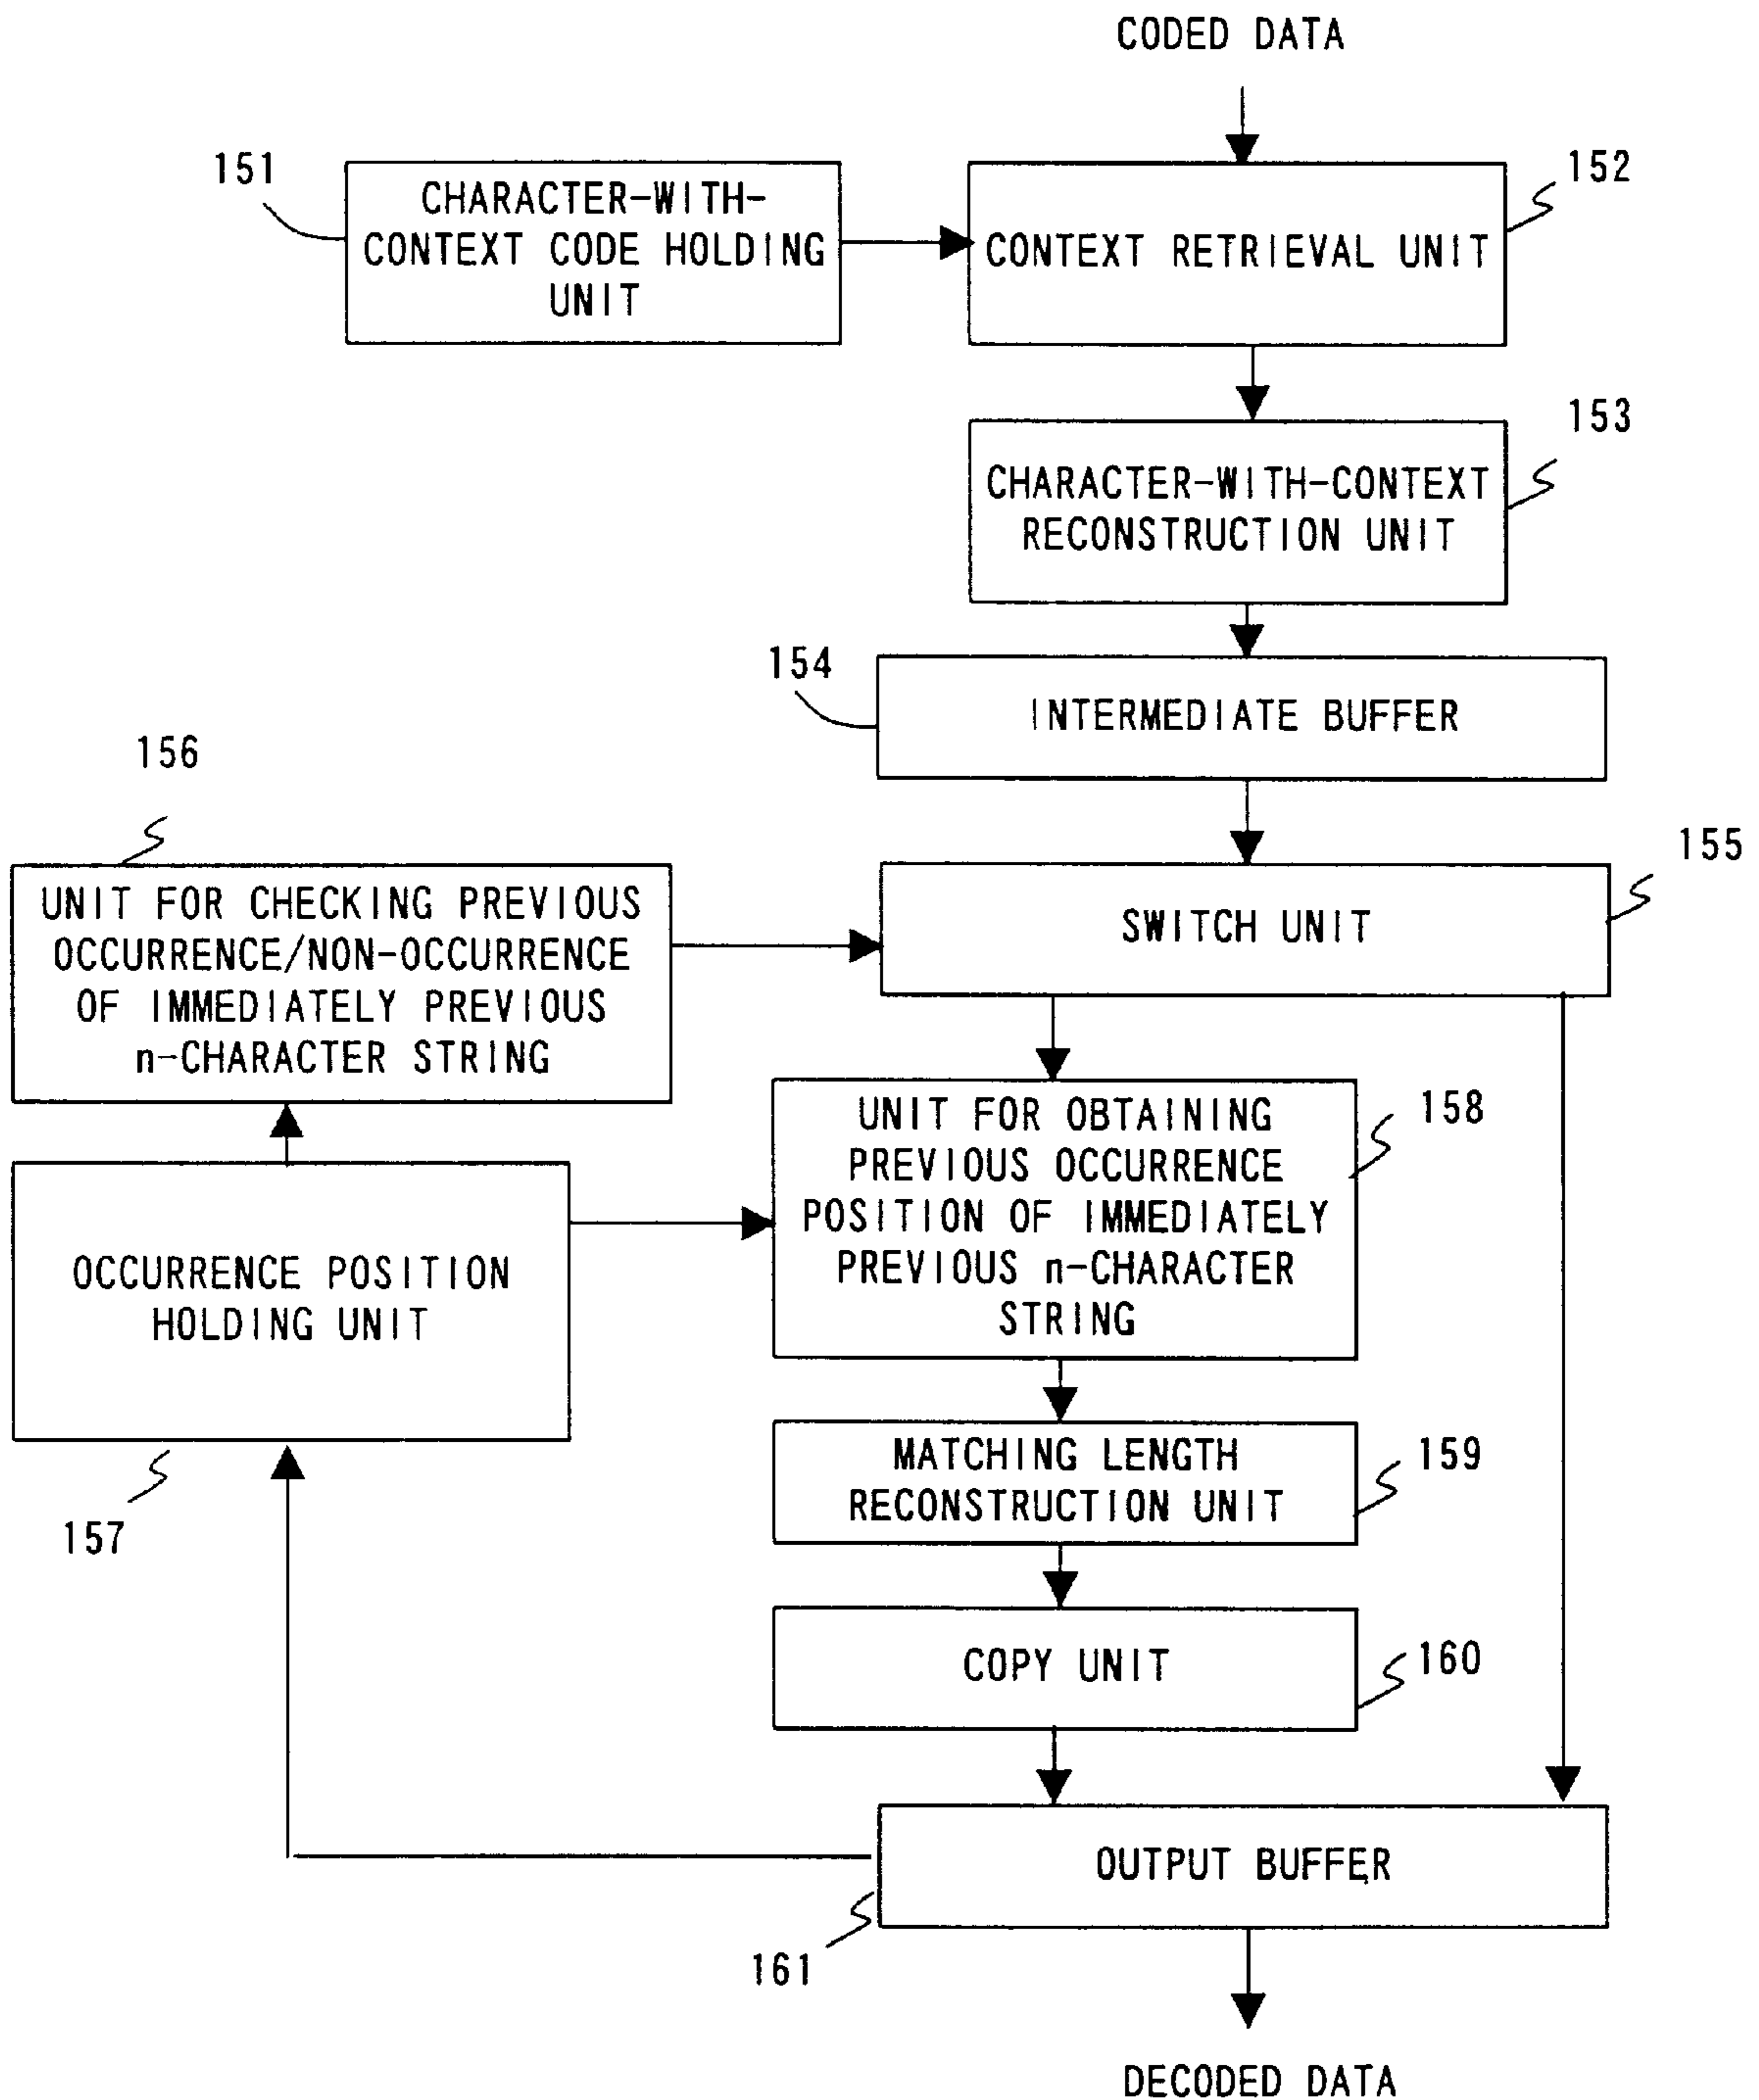 CODED DATA
151
CHARACTER-WITH-
CONTEXT CODE HOLDING
UNIT
152
CONTEXT RETRIEVAL UNIT
153
CHARACTER-WITH-CONTEXT
RECONSTRUCTION UNIT
154
INTERMEDIATE BUFFER
156
155
UNIT FOR CHECKING PREVIOUS
OCCURRENCE/NON-OCCURRENCE
OF IMMEDIATELY PREVIOUS
n-CHARACTER STRING
SWITCH UNIT
158
UNIT FOR OBTAINING
PREVIOUS OCCURRENCE
POSITION OF IMMEDIATELY
PREVIOUS n-CHARACTER
STRING
OCCURRENCE POSITION
HOLDING UNIT
157
MATCHING LENGTH
RECONSTRUCTION UNIT
159
COPY UNIT
160
OUTPUT BUFFER
161
DECODED DATA